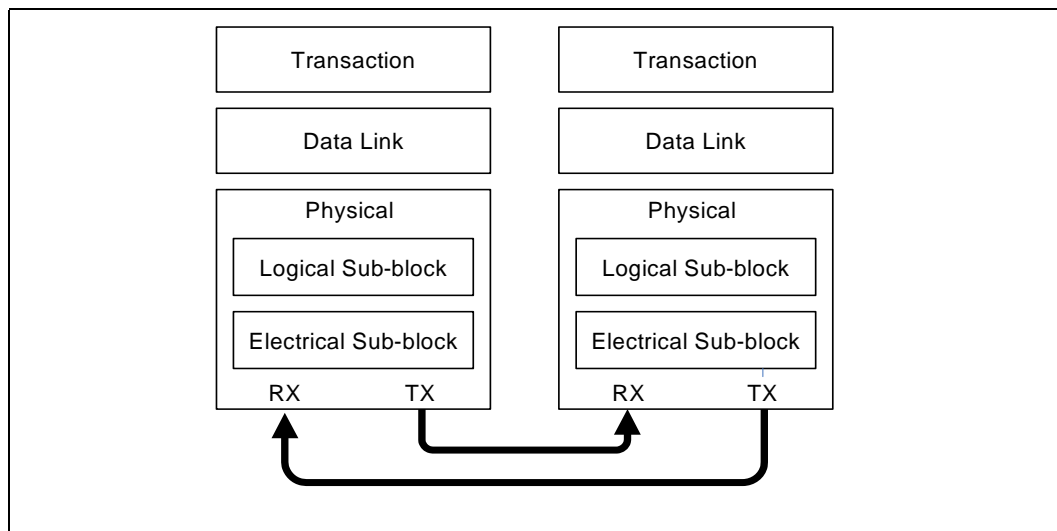 Transaction
Data Link
Physical
Logical Sub-block
Electrical Sub-block
RX TX
Transaction
Data Link
Physical
Logical Sub-block
Electrical Sub-block
RX TX